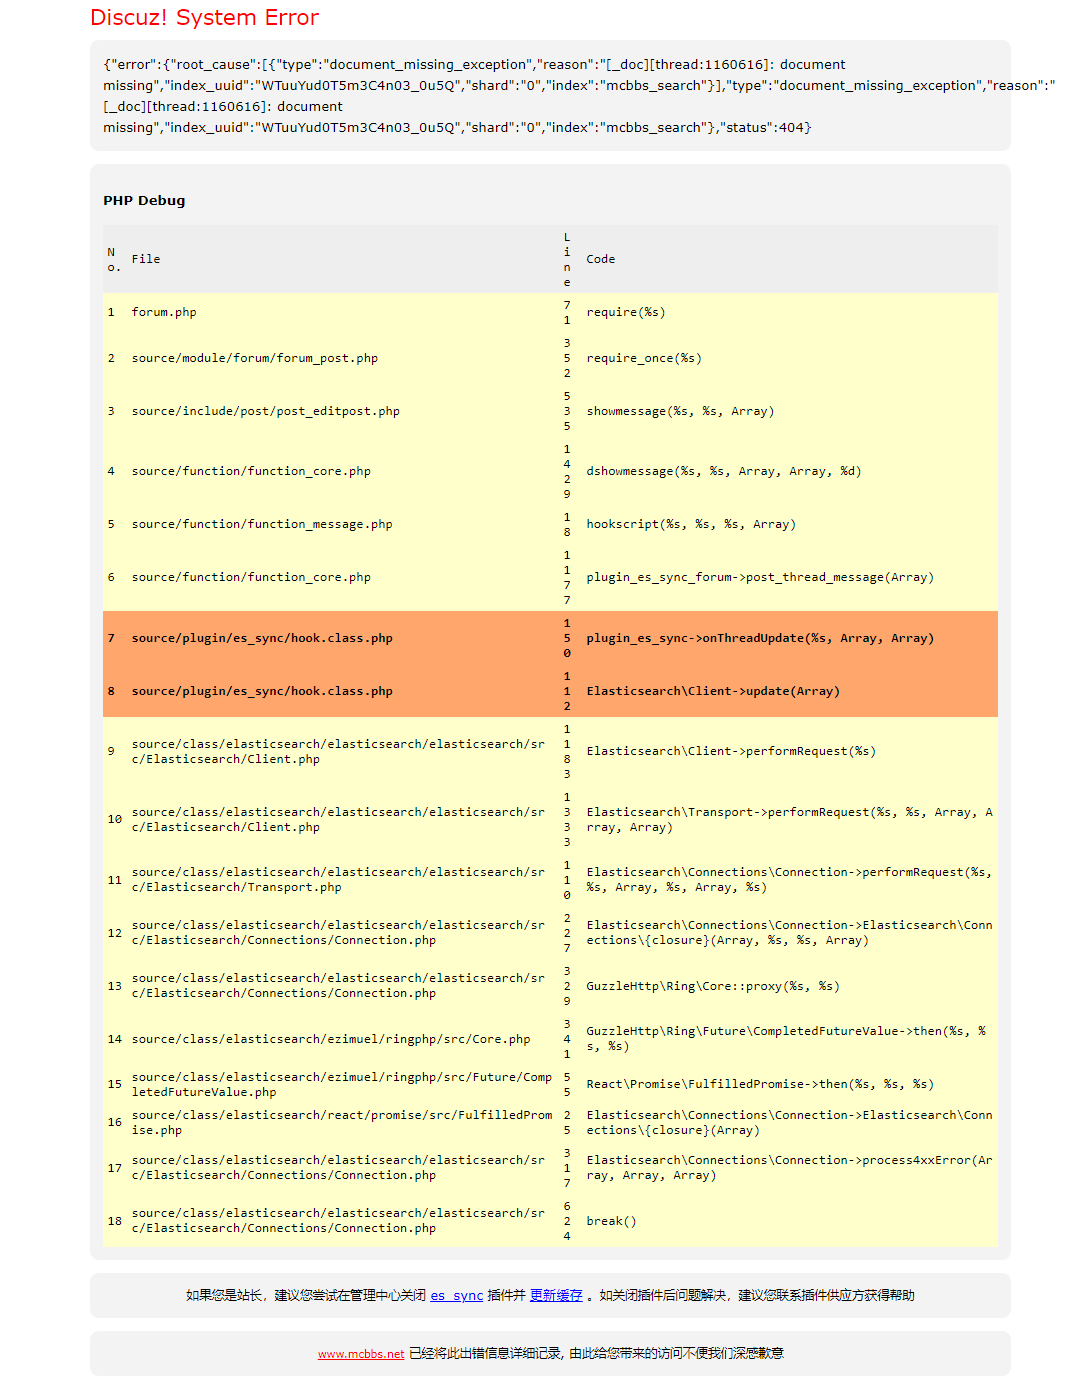 Discuz! System Error
{"error":{"root_cause":[{"type":"document_missing_exception","reason":"[_doc][thread:1160616]: document
missing","index_uuid":"WTuuYud0T5m3C4n03_0u5Q","shard":"0","index":"mcbbs_search"}],"type":"document_missing_exception","reason":"
[_doc][thread:1160616]: document
missing","index_uuid":"WTuuYud0T5m3C4n03_0u5Q","shard":"0","index":"mcbbs_search"},"status":404}
PHP Debug
No. File Line Code
1 forum.php 71 require(%s)
2 source/module/forum/forum_post.php 352 require_once(%s)
3 source/include/post/post_editpost.php 535 showmessage(%s, %s, Array)
4 source/function/function_core.php 1429 dshowmessage(%s, %s, Array, Array, %d)
5 source/function/function_message.php 18 hookscript(%s, %s, %s, Array)
6 source/function/function_core.php 1177 plugin_es_sync_forum->post_thread_message(Array)
7 source/plugin/es_sync/hook.class.php 150 plugin_es_sync->onThreadUpdate(%s, Array, Array)
8 source/plugin/es_sync/hook.class.php 112 Elasticsearch\Client->update(Array)
9 source/class/elasticsearch/elasticsearch/elasticsearch/src/Elasticsearch/Client.php 1183 Elasticsearch\Client->performRequest(%s)
10 source/class/elasticsearch/elasticsearch/elasticsearch/src/Elasticsearch/Client.php 1333 Elasticsearch\Transport->performRequest(%s, %s, Array, Array, Array)
11 source/class/elasticsearch/elasticsearch/elasticsearch/src/Elasticsearch/Transport.php 110 Elasticsearch\Connections\Connection->performRequest(%s, %s, Array, %s, Array, %s)
12 source/class/elasticsearch/elasticsearch/elasticsearch/src/Elasticsearch/Connections/Connection.php 227 Elasticsearch\Connections\Connection->Elasticsearch\Connections\{closure}(Array, %s, %s, Array)
13 source/class/elasticsearch/elasticsearch/elasticsearch/src/Elasticsearch/Connections/Connection.php 329 GuzzleHttp\Ring\Core::proxy(%s, %s)
14 source/class/elasticsearch/ezimuel/ringphp/src/Core.php 341 GuzzleHttp\Ring\Future\CompletedFutureValue->then(%s, %s, %s)
15 source/class/elasticsearch/ezimuel/ringphp/src/Future/CompletedFutureValue.php 55 React\Promise\FulfilledPromise->then(%s, %s, %s)
16 source/class/elasticsearch/react/promise/src/FulfilledPromise.php 25 Elasticsearch\Connections\Connection->Elasticsearch\Connections\{closure}(Array)
17 source/class/elasticsearch/elasticsearch/elasticsearch/src/Elasticsearch/Connections/Connection.php 317 Elasticsearch\Connections\Connection->process4xxError(Array, Array, Array)
18 source/class/elasticsearch/elasticsearch/elasticsearch/src/Elasticsearch/Connections/Connection.php 624 break()
如果您是站长，建议您尝试在管理中心关闭 es_sync 插件并 更新缓存 。如关闭插件后问题解决，建议您联系插件供应方获得帮助
www.mcbbs.net 已经将此出错信息详细记录, 由此给您带来的访问不便我们深感歉意